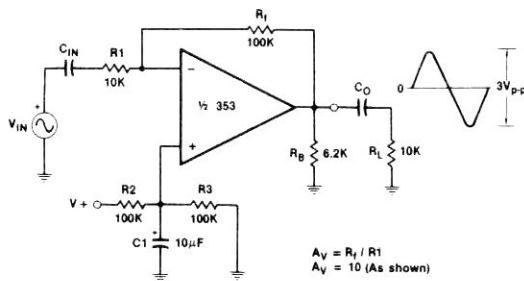 Rf
100K
CIN
R1
10K
−
½ 353
+
CO
0
3Vp-p
+
VIN
RB
6.2K
RL
10K
R2
R3
V+
100K
100K
+
C1
10µF
AV = Rf / R1
AV = 10 (As shown)